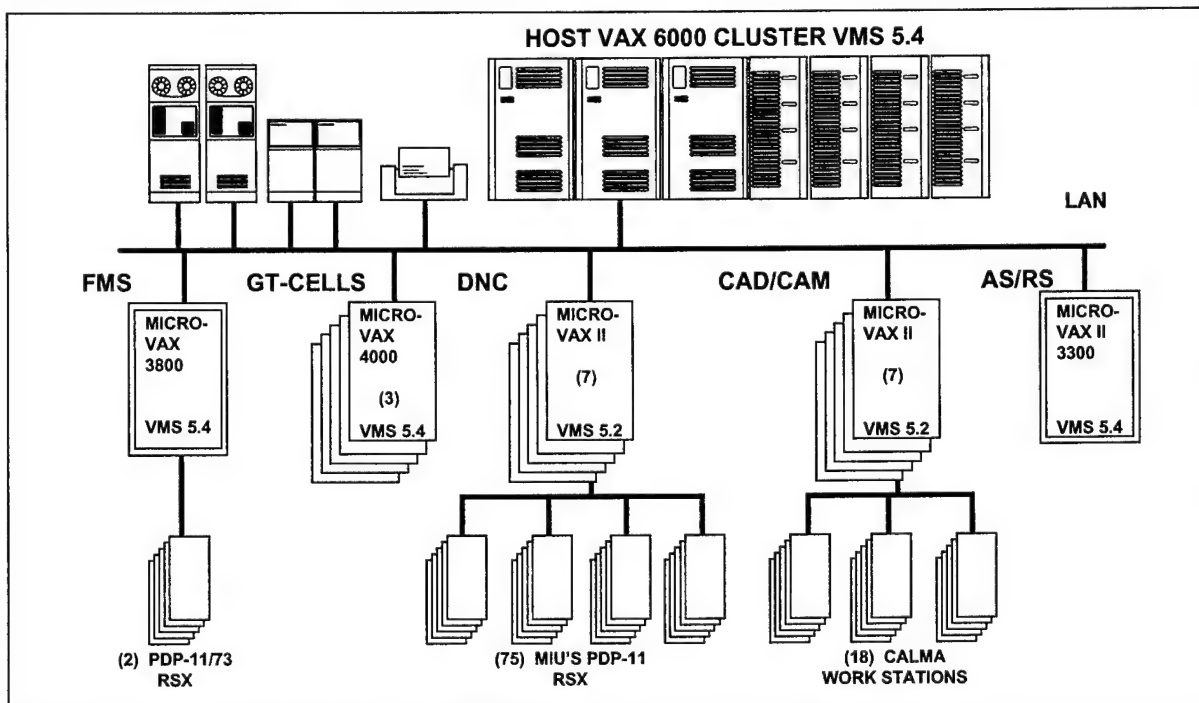 HOST VAX 6000 CLUSTER VMS 5.4
LAN
FMS
GT-CELLS
DNC
CAD/CAM
AS/RS
MICRO-
VAX
3800
VMS 5.4
MICRO-
VAX
4000
(3)
VMS 5.4
MICRO-
VAX II
(7)
VMS 5.2
MICRO-
VAX II
(7)
VMS 5.2
MICRO-
VAX II
3300
VMS 5.4
(2) PDP-11/73
RSX
(75) MIU'S PDP-11
RSX
(18) CALMA
WORK STATIONS